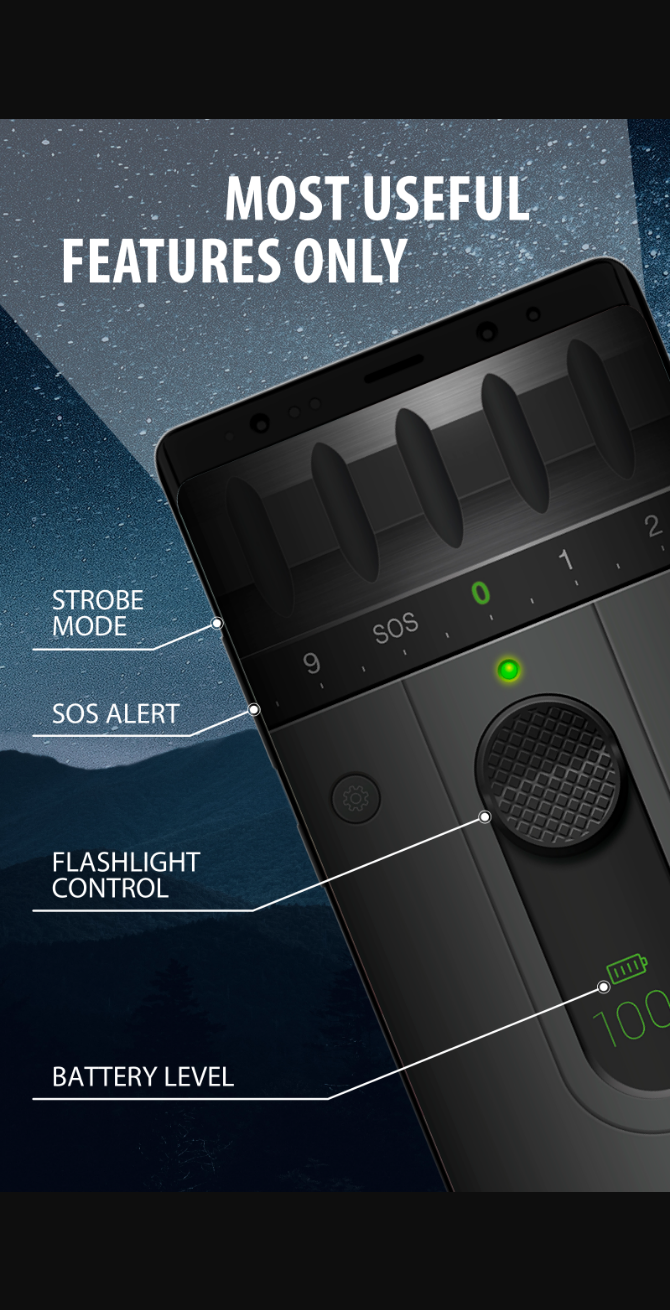 MOST USEFUL
FEATURES ONLY
2
1
0
SOS
9
STROBE
MODE
SOS ALERT
FLASHLIGHT
CONTROL
100
BATTERY LEVEL